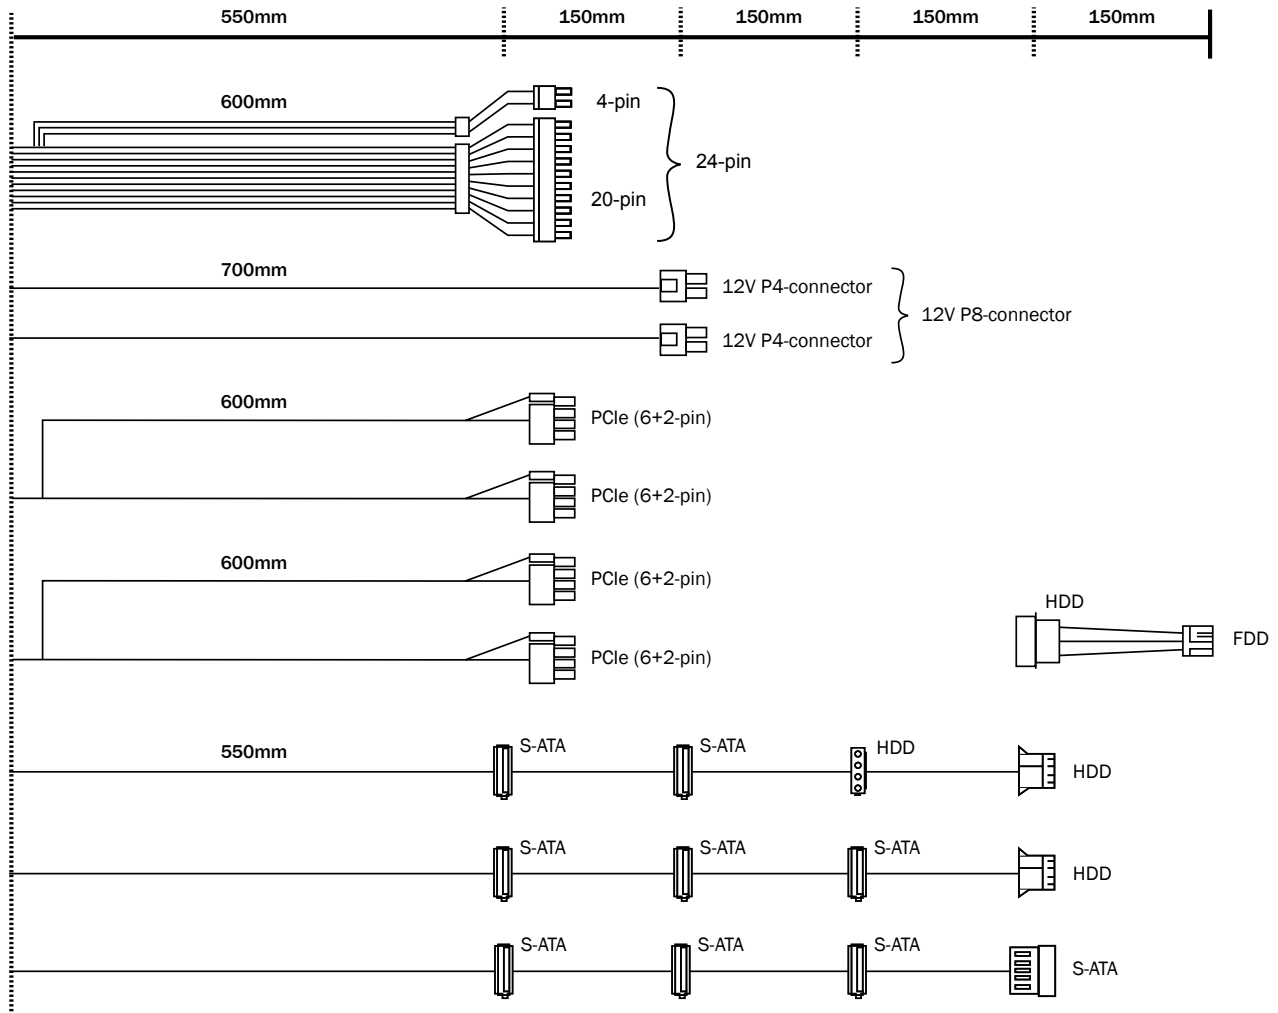 550mm 150mm 150mm 150mm 150mm
600mm
4-pin
24-pin
20-pin
700mm
12V P4-connector
12V P8-connector
12V P4-connector
600mm
PCIe (6+2-pin)
PCIe (6+2-pin)
600mm
PCIe (6+2-pin)
HDD
FDD
PCIe (6+2-pin)
550mm
S-ATA S-ATA HDD
HDD
S-ATA S-ATA S-ATA
HDD
S-ATA S-ATA S-ATA
S-ATA